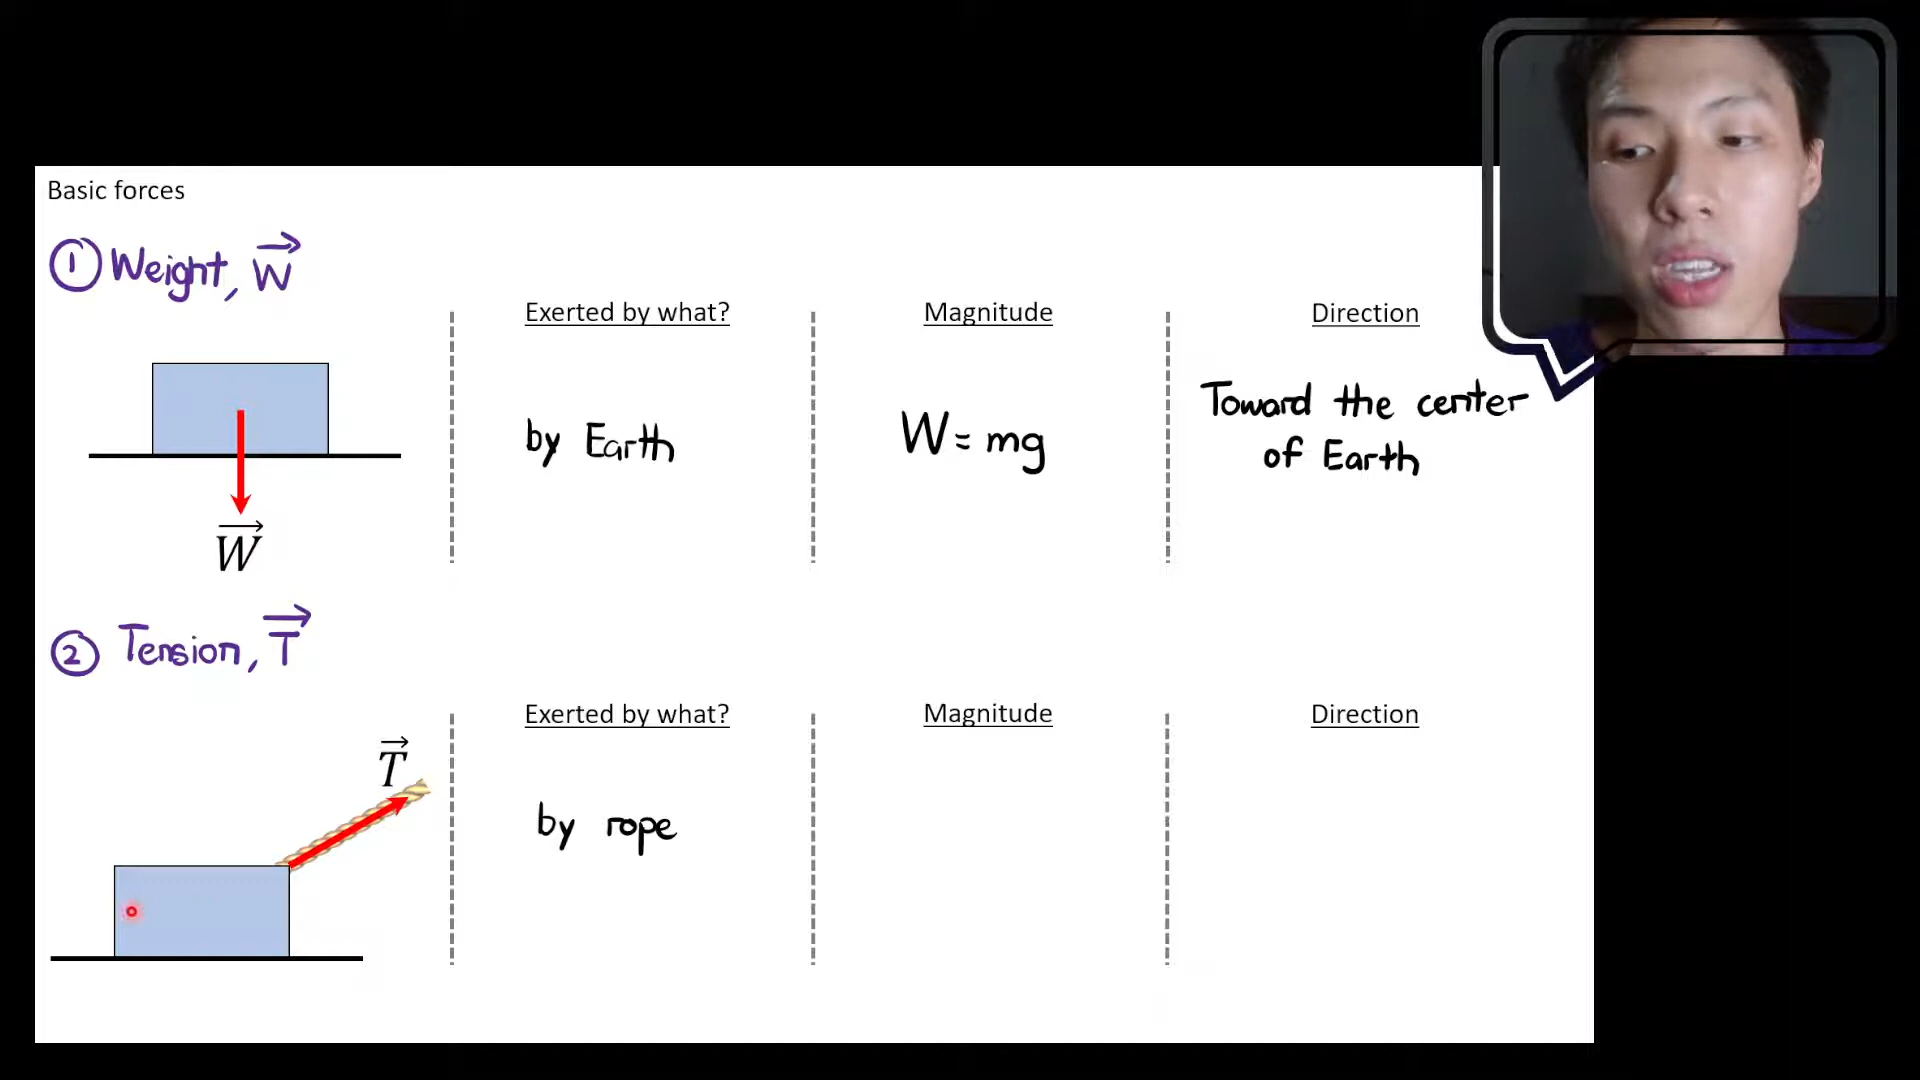 Basic forces
① Weight, W
Exerted by what?
Magnitude
Direction
by Earth
W = mg
Toward the center
of Earth
W
② Tension, T
Exerted by what?
Magnitude
Direction
T
by rope